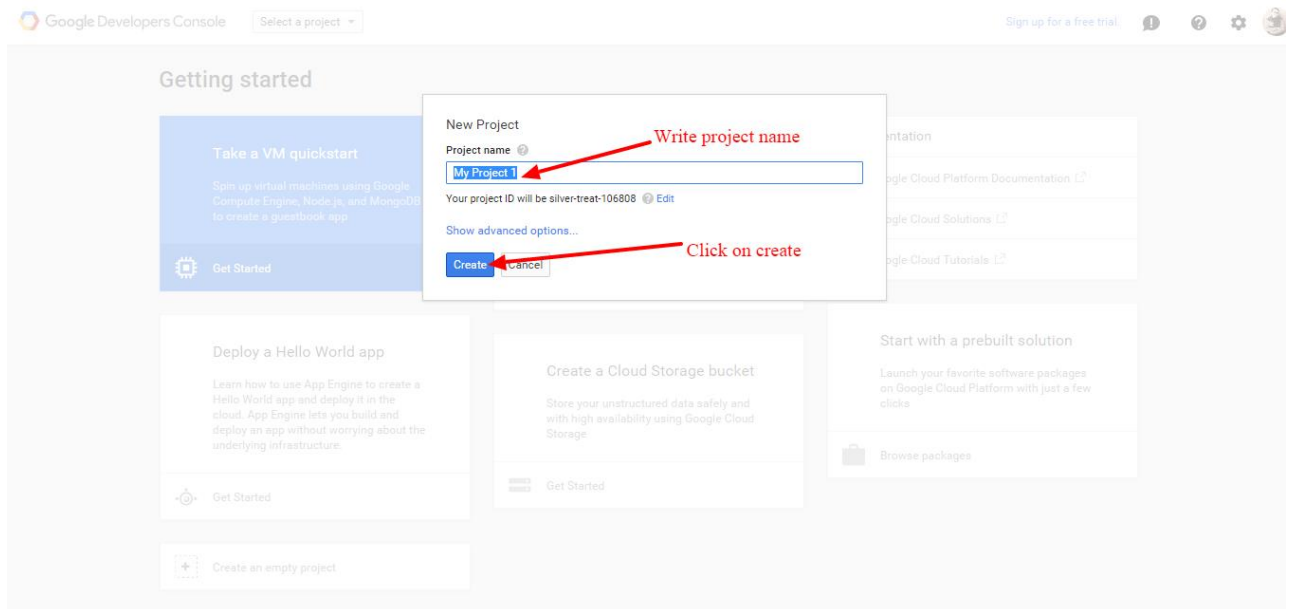 Google Developers Console
Select a project
Sign up for a free trial
Getting started
Take a VM quickstart
Spin up virtual machines using Google
Compute Engine, Node.js, and MongoDB
to create a guestbook app
Get Started
New Project
Project name
My Project 1
Your project ID will be silver-treat-106808 Edit
Show advanced options...
Create
Cancel
Write project name
Click on create
entation
ogle Cloud Platform Documentation
ogle Cloud Solutions
ogle Cloud Tutorials
Deploy a Hello World app
Learn how to use App Engine to create a
Hello World app and deploy it in the
cloud. App Engine lets you build and
deploy an app without worrying about the
underlying infrastructure
Get Started
Create a Cloud Storage bucket
Store your unstructured data safely and
with high availability using Google Cloud
Storage
Get Started
Start with a prebuilt solution
Launch your favorite software packages
on Google Cloud Platform with just a few
clicks
Browse packages
Create an empty project